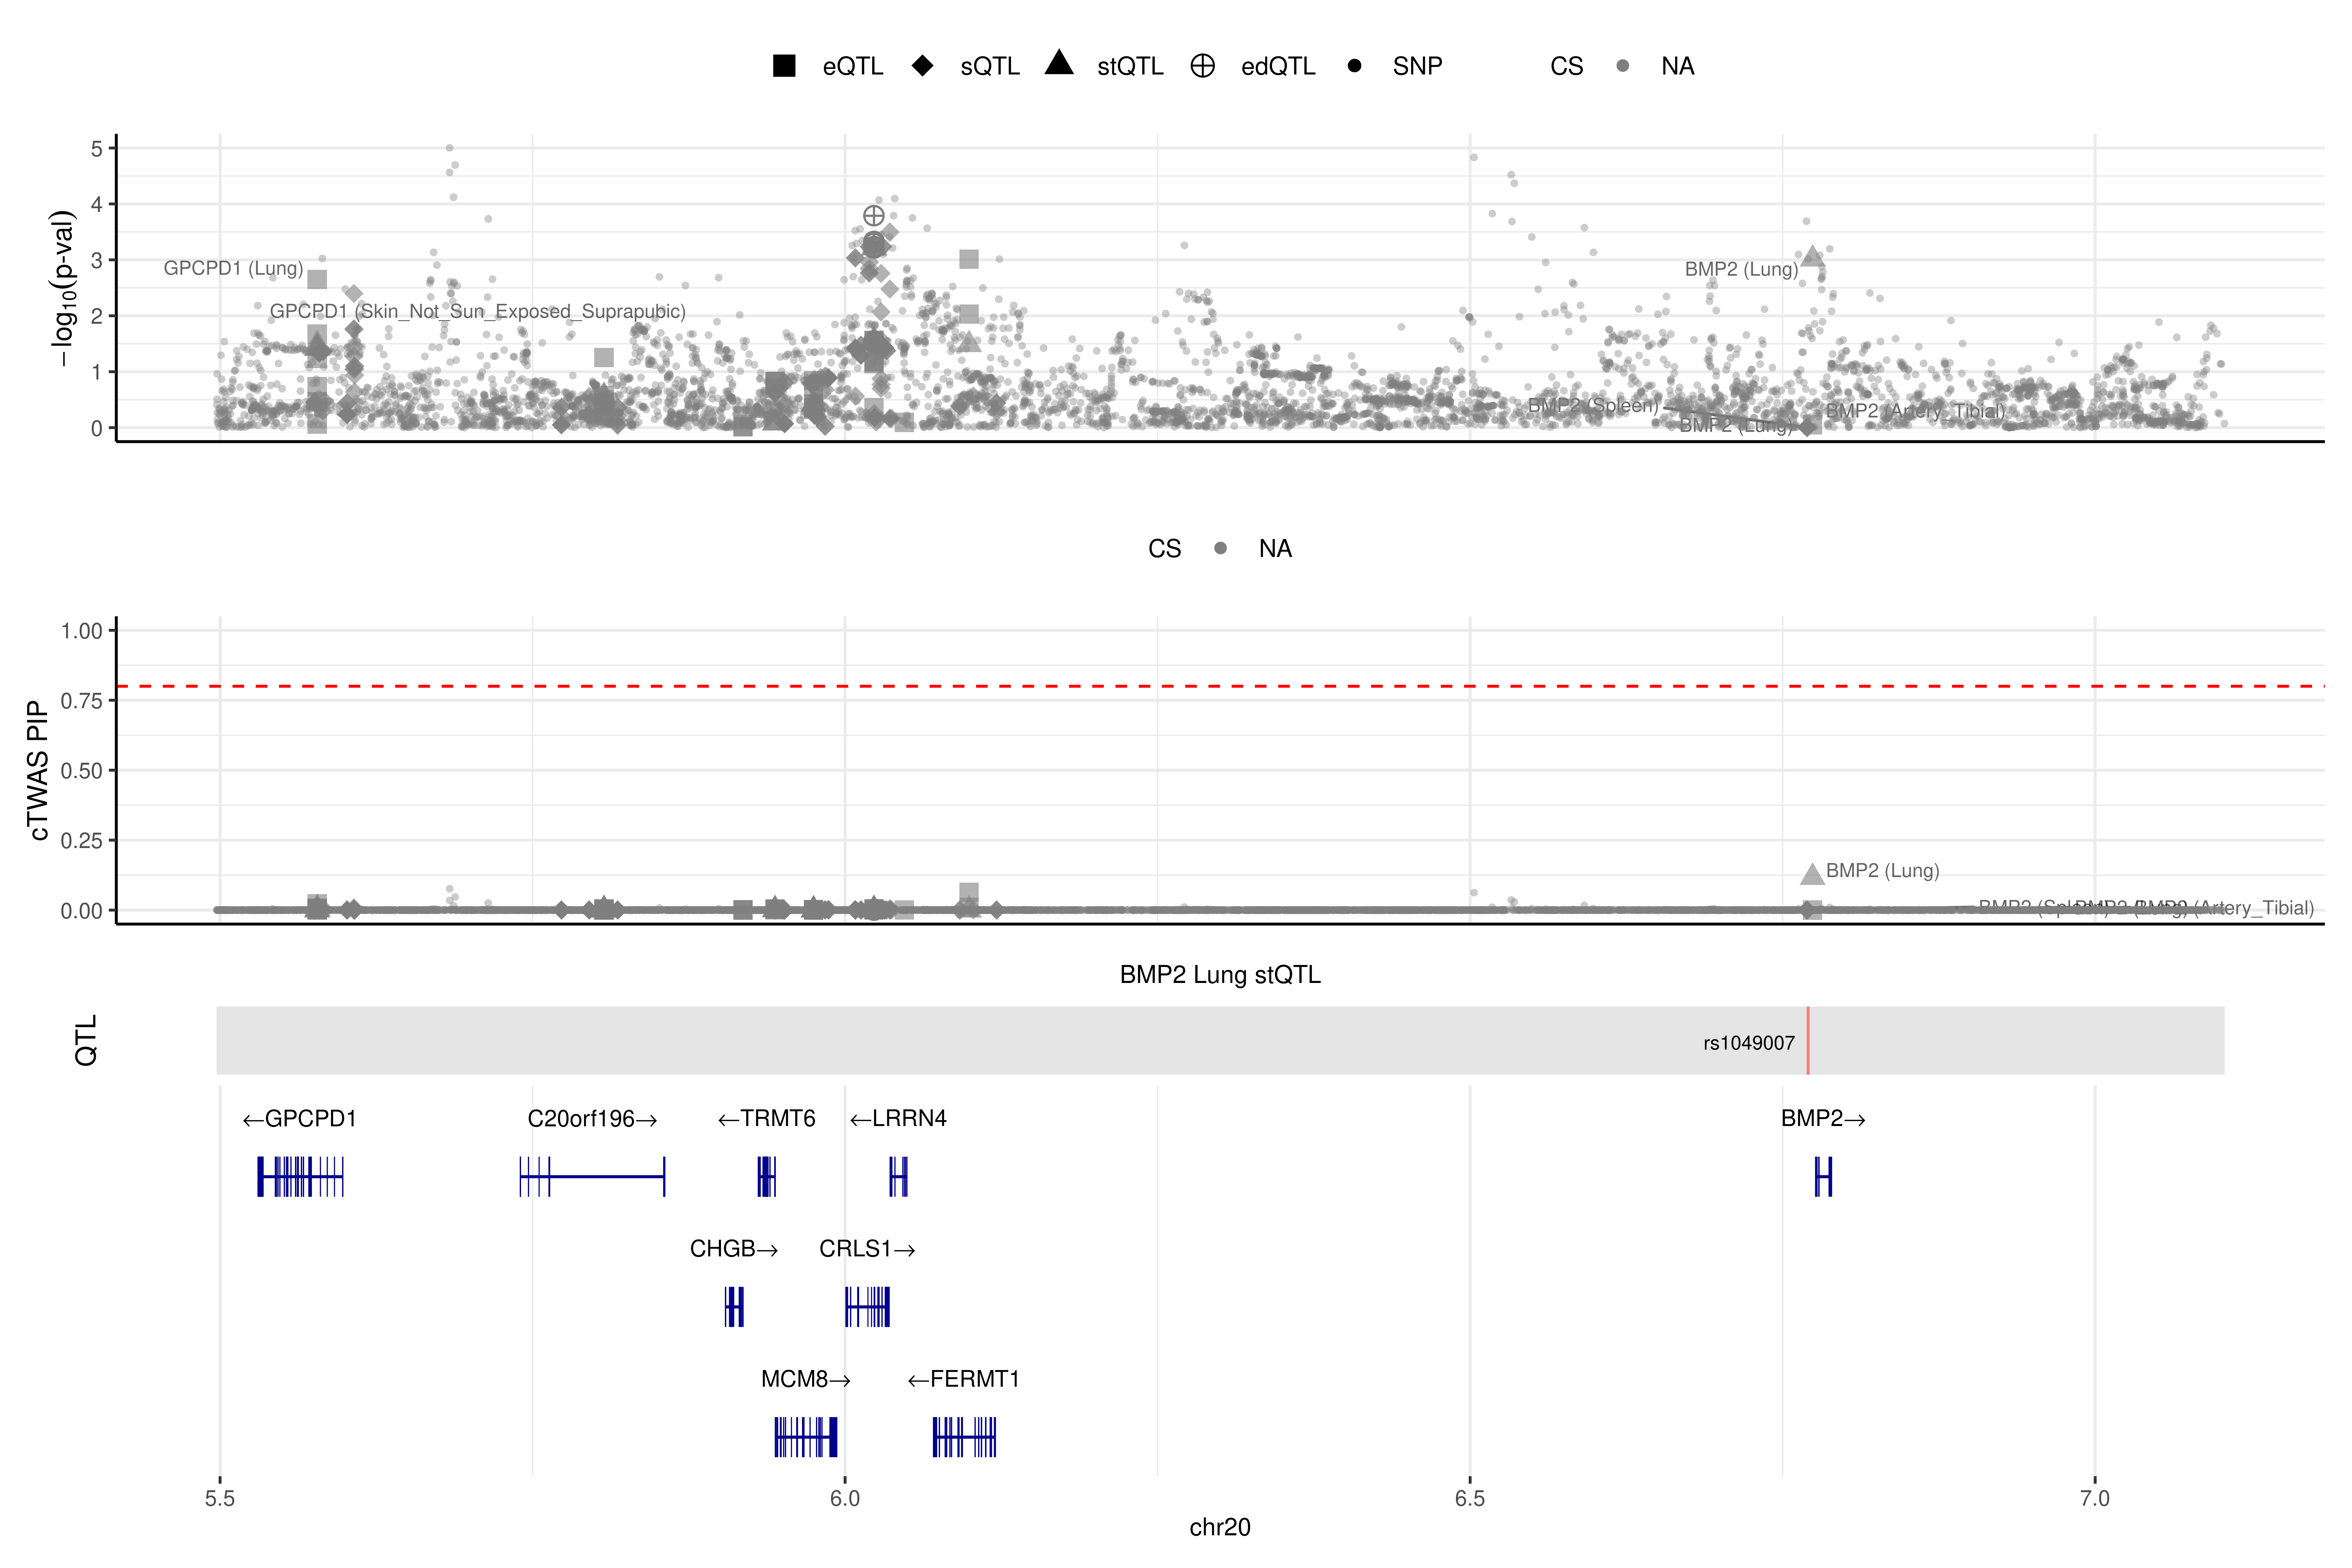 eQTL sQTL stQTL edQTL SNP CS NA
5
4
3
2
1
0
−log10(p-val)
GPCPD1 (Lung)
GPCPD1 (Skin_Not_Sun_Exposed_Suprapubic)
BMP2 (Lung)
BMP2 (Spleen)
BMP2 (Artery_Tibial)
BMP2 (Lung)
CS NA
1.00
0.75
0.50
0.25
0.00
cTWAS PIP
BMP2 (Lung)
BMP2 (Spleen) BMP2 (Lung) BMP2 (Artery_Tibial)
BMP2 Lung stQTL
QTL
rs1049007
←GPCPD1 C20orf196→ ←TRMT6 ←LRRN4 BMP2→
CHGB→ CRLS1→
MCM8→ ←FERMT1
5.5 6.0 6.5 7.0
chr20